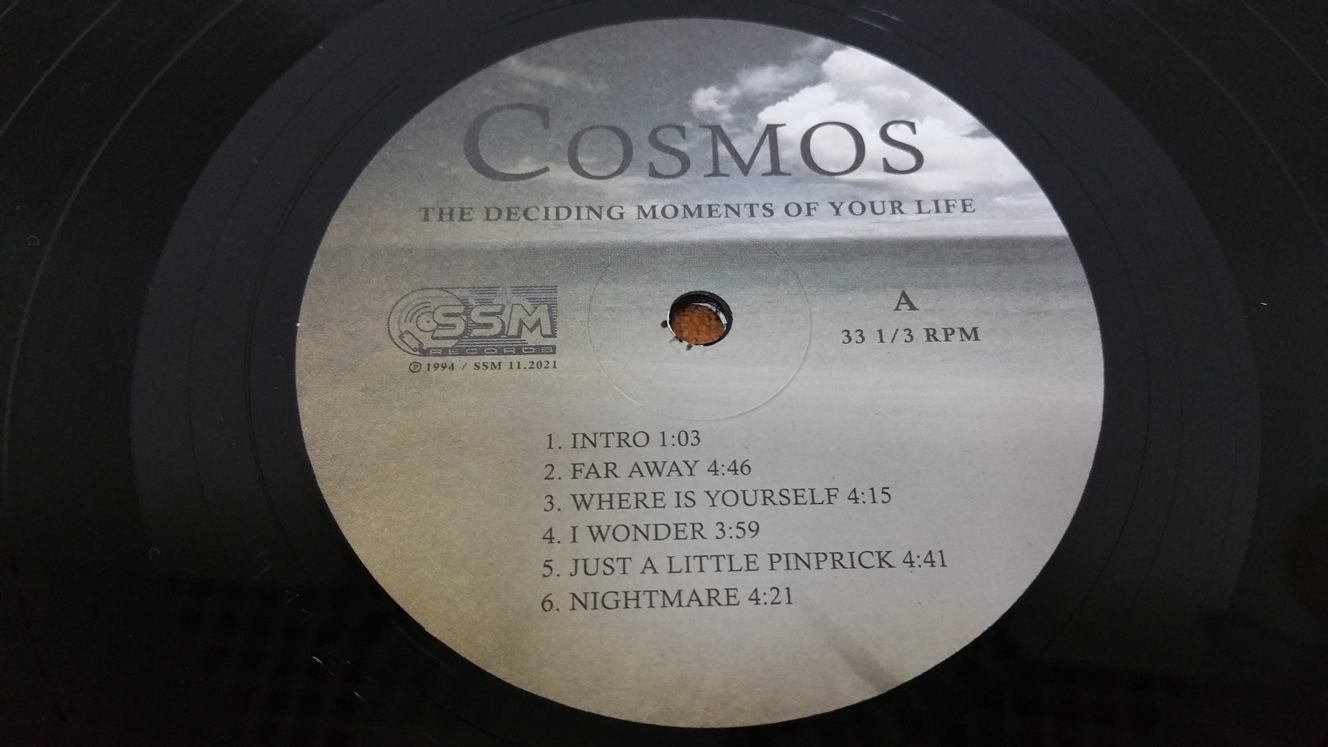 COSMOS
THE DECIDING MOMENTS OF YOUR LIFE
SSM
RECORDS
℗ 1994 / SSM 11.2021
A
33 1/3 RPM
1. INTRO 1:03
2. FAR AWAY 4:46
3. WHERE IS YOURSELF 4:15
4. I WONDER 3:59
5. JUST A LITTLE PINPRICK 4:41
6. NIGHTMARE 4:21